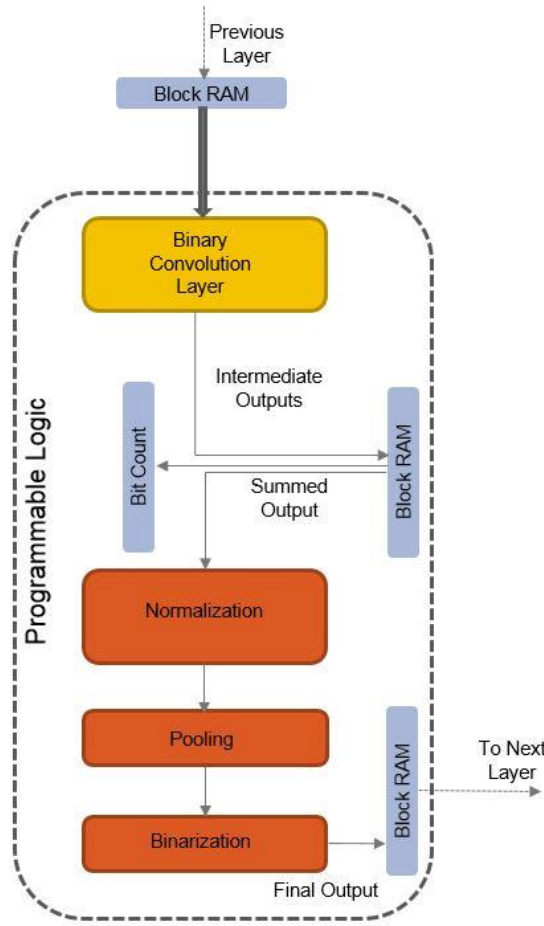 Previous
Layer
Block RAM
Binary
Convolution
Layer
Intermediate
Outputs
Programmable Logic
Bit Count
Block RAM
Summed
Output
Normalization
Pooling
Block RAM
To Next
Layer
Binarization
Final Output